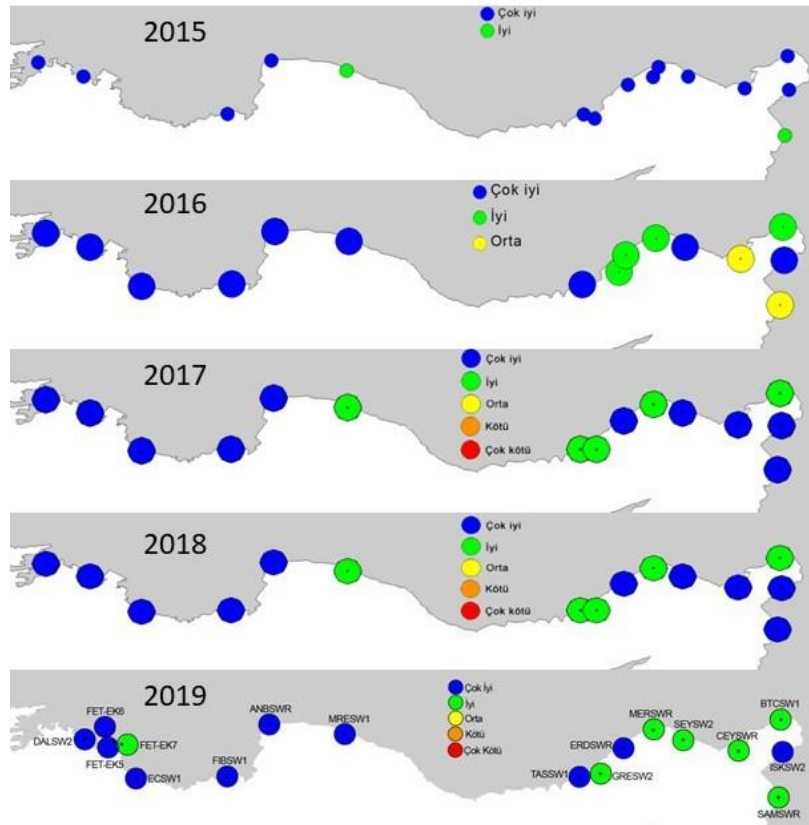 2015
Çok iyi
İyi
2016
Çok iyi
İyi
Orta
2017
Çok iyi
İyi
Orta
Kötü
Çok kötü
2018
Çok iyi
İyi
Orta
Kötü
Çok kötü
2019
Çok İyi
İyi
Orta
Kötü
Çok Kötü
FET-EK6
DALSW2
FET-EK7
FET-EK5
ECSW1
FIBSW1
ANBSWR
MRESW1
TASSW1
GRESW2
ERDSWR
MERSWR
SEYSW2
CEYSWR
BTCSW1
ISKSW2
SAMSWR